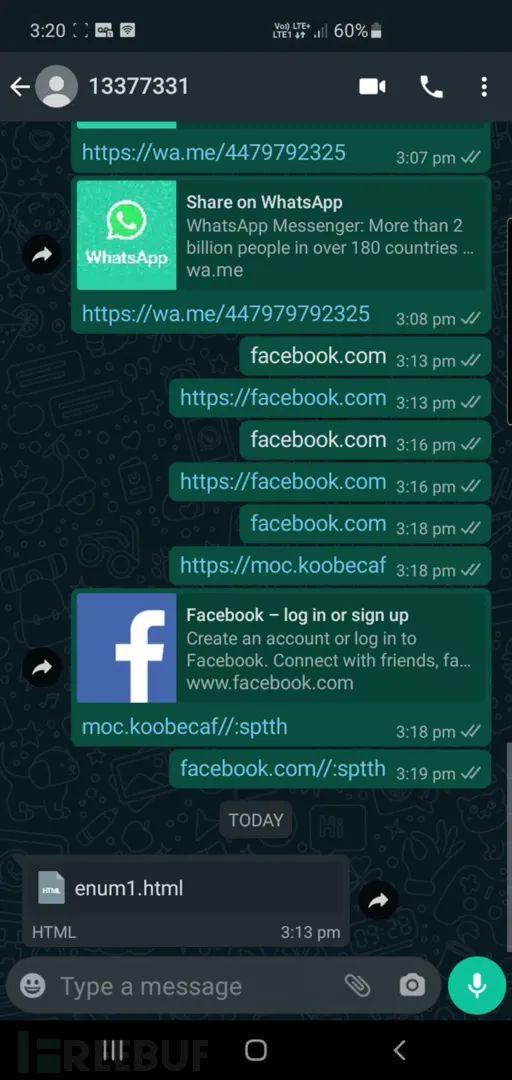 3:20
Vo)) LTE+
LTE1
60%
13377331
https://wa.me/4479792325
3:07 pm
WhatsApp
Share on WhatsApp
WhatsApp Messenger: More than 2
billion people in over 180 countries ...
wa.me
https://wa.me/447979792325
3:08 pm
facebook.com
3:13 pm
https://facebook.com
3:13 pm
facebook.com
3:16 pm
https://facebook.com
3:16 pm
facebook.com
3:18 pm
https://moc.koobecaf
3:18 pm
f
Facebook – log in or sign up
Create an account or log in to
Facebook. Connect with friends, fa...
www.facebook.com
moc.koobecaf//:sptth
3:18 pm
facebook.com//:sptth
3:19 pm
TODAY
Hi
HTML
enum1.html
HTML
3:13 pm
Type a message
FREEBUF